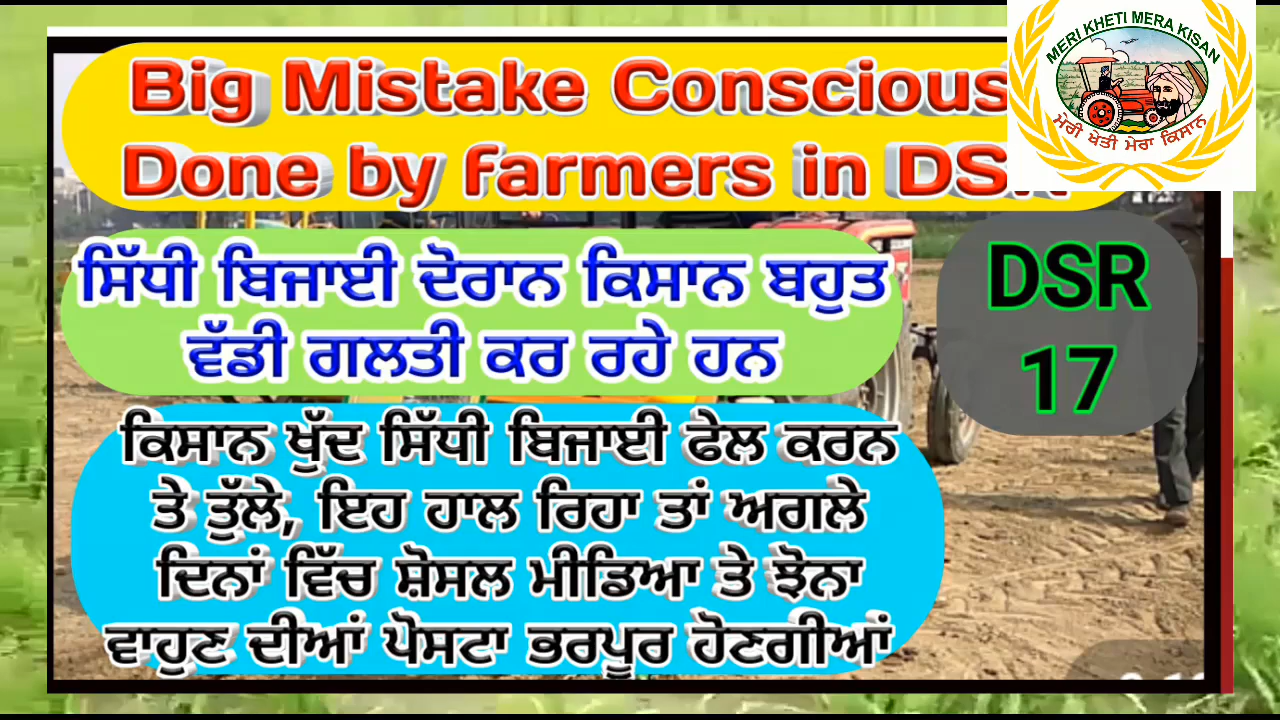 Big Mistake Conscious
Done by farmers in DSR
ਸਿੱਧੀ ਬਿਜਾਈ ਦੋਰਾਨ ਕਿਸਾਨ ਬਹੁਤ
ਵੱਡੀ ਗਲਤੀ ਕਰ ਰਹੇ ਹਨ
ਕਿਸਾਨ ਖੁੱਦ ਸਿੱਧੀ ਬਿਜਾਈ ਫੇਲ ਕਰਨ
ਤੇ ਤੁੱਲੇ, ਇਹ ਹਾਲ ਰਿਹਾ ਤਾਂ ਅਗਲੇ
ਦਿਨਾਂ ਵਿੱਚ ਸ਼ੋਸਲ ਮੀਡਿਆ ਤੇ ਝੋਨਾ
ਵਾਹੁਣ ਦੀਆਂ ਪੋਸਟਾ ਭਰਪੂਰ ਹੋਣਗੀਆਂ
DSR
17
MERI KHETI MERA KISAN
ਮੇਰੀ ਖੇਤੀ ਮੇਰਾ ਕਿਸਾਨ